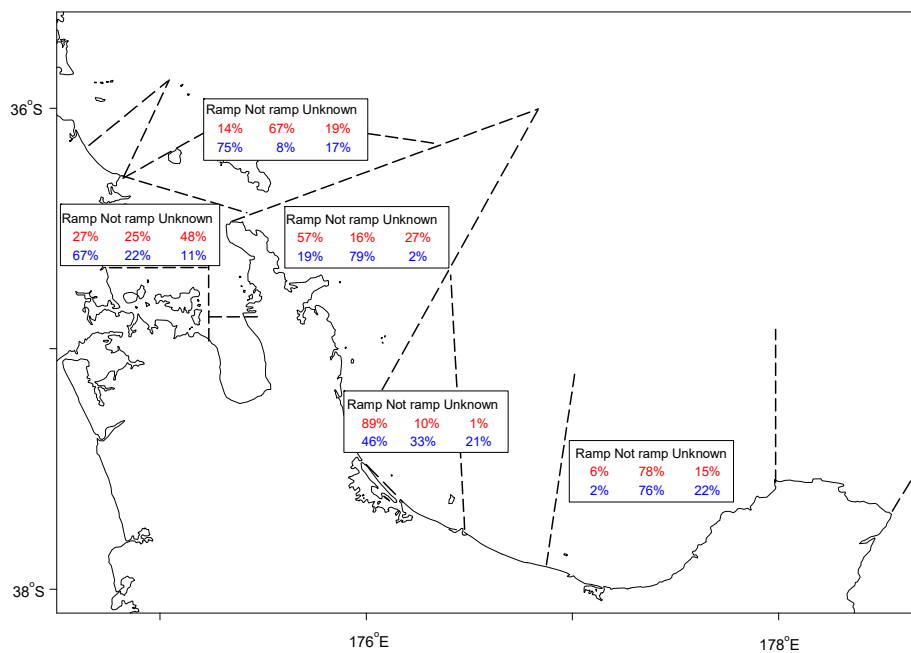 36°S
Ramp Not ramp Unknown
14% 67% 19%
75% 8% 17%
Ramp Not ramp Unknown
27% 25% 48%
67% 22% 11%
Ramp Not ramp Unknown
57% 16% 27%
19% 79% 2%
Ramp Not ramp Unknown
89% 10% 1%
46% 33% 21%
Ramp Not ramp Unknown
6% 78% 15%
2% 76% 22%
38°S
176°E
178°E